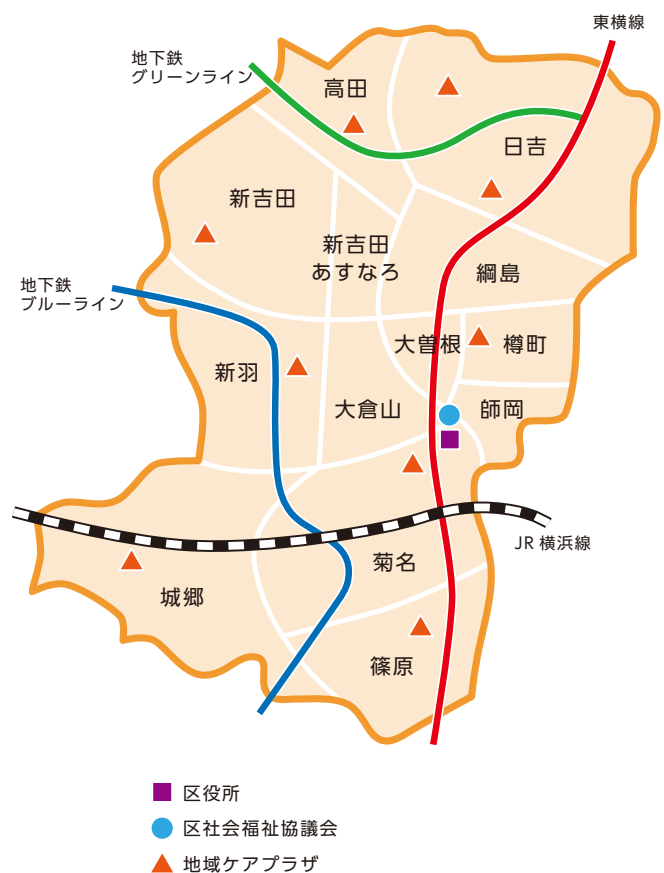 東横線
地下鉄
グリーンライン
高田
日吉
新吉田
新吉田
あすなろ
綱島
地下鉄
ブルーライン
大曽根
樽町
新羽
大倉山
師岡
JR 横浜線
菊名
城郷
篠原
区役所
区社会福祉協議会
地域ケアプラザ